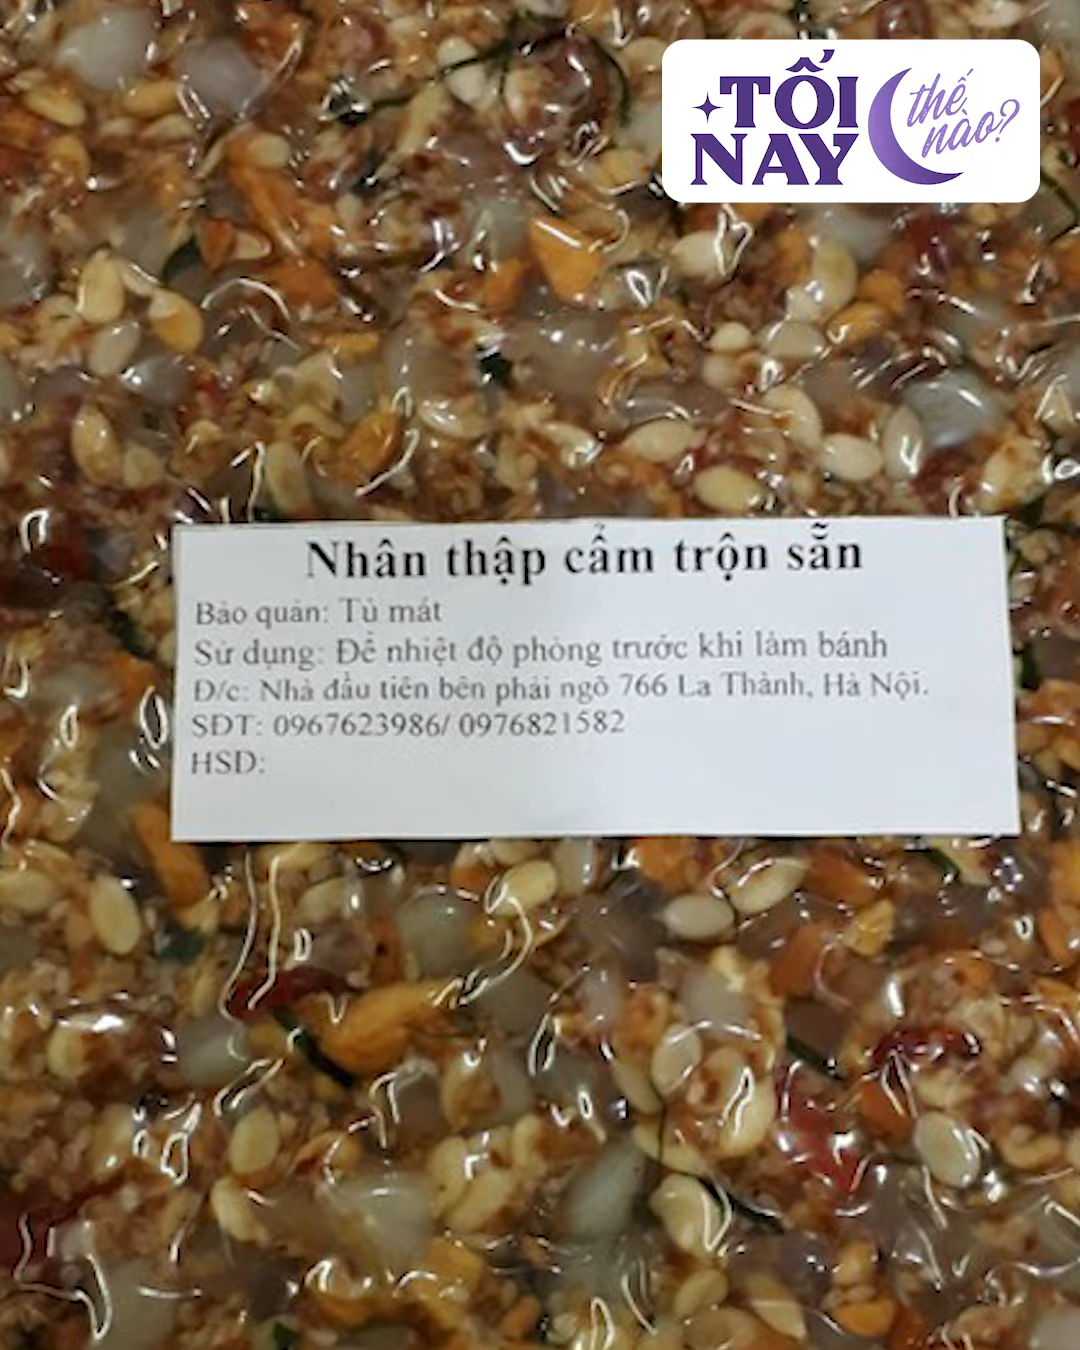 TỐI NAY thế nào?
Nhân thập cẩm trộn sẵn
Bảo quản: Tủ mát
Sử dụng: Để nhiệt độ phòng trước khi làm bánh
Đ/c: Nhà đầu tiên bên phải ngõ 766 La Thành, Hà Nội.
SĐT: 0967623986/ 0976821582
HSD: